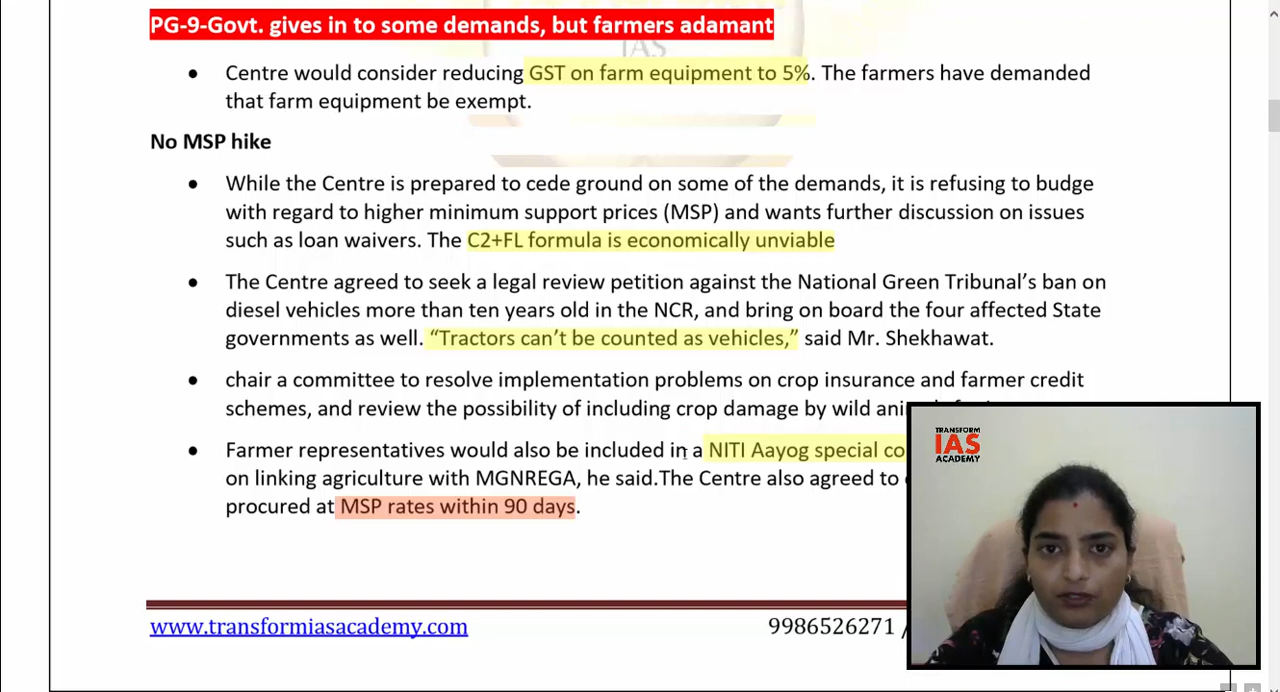 PG-9-Govt. gives in to some demands, but farmers adamant
IAS
Centre would consider reducing GST on farm equipment to 5%. The farmers have demanded
that farm equipment be exempt.
No MSP hike
While the Centre is prepared to cede ground on some of the demands, it is refusing to budge
with regard to higher minimum support prices (MSP) and wants further discussion on issues
such as loan waivers. The C2+FL formula is economically unviable
The Centre agreed to seek a legal review petition against the National Green Tribunal’s ban on
diesel vehicles more than ten years old in the NCR, and bring on board the four affected State
governments as well. “Tractors can’t be counted as vehicles,” said Mr. Shekhawat.
chair a committee to resolve implementation problems on crop insurance and farmer credit
schemes, and review the possibility of including crop damage by wild
Farmer representatives would also be included in a NITI Aayog special
on linking agriculture with MGNREGA, he said.The Centre also agreed to
procured at MSP rates within 90 days.
TRANSFORM
IAS
ACADEMY
www.transformiasacademy.com
9986526271 /